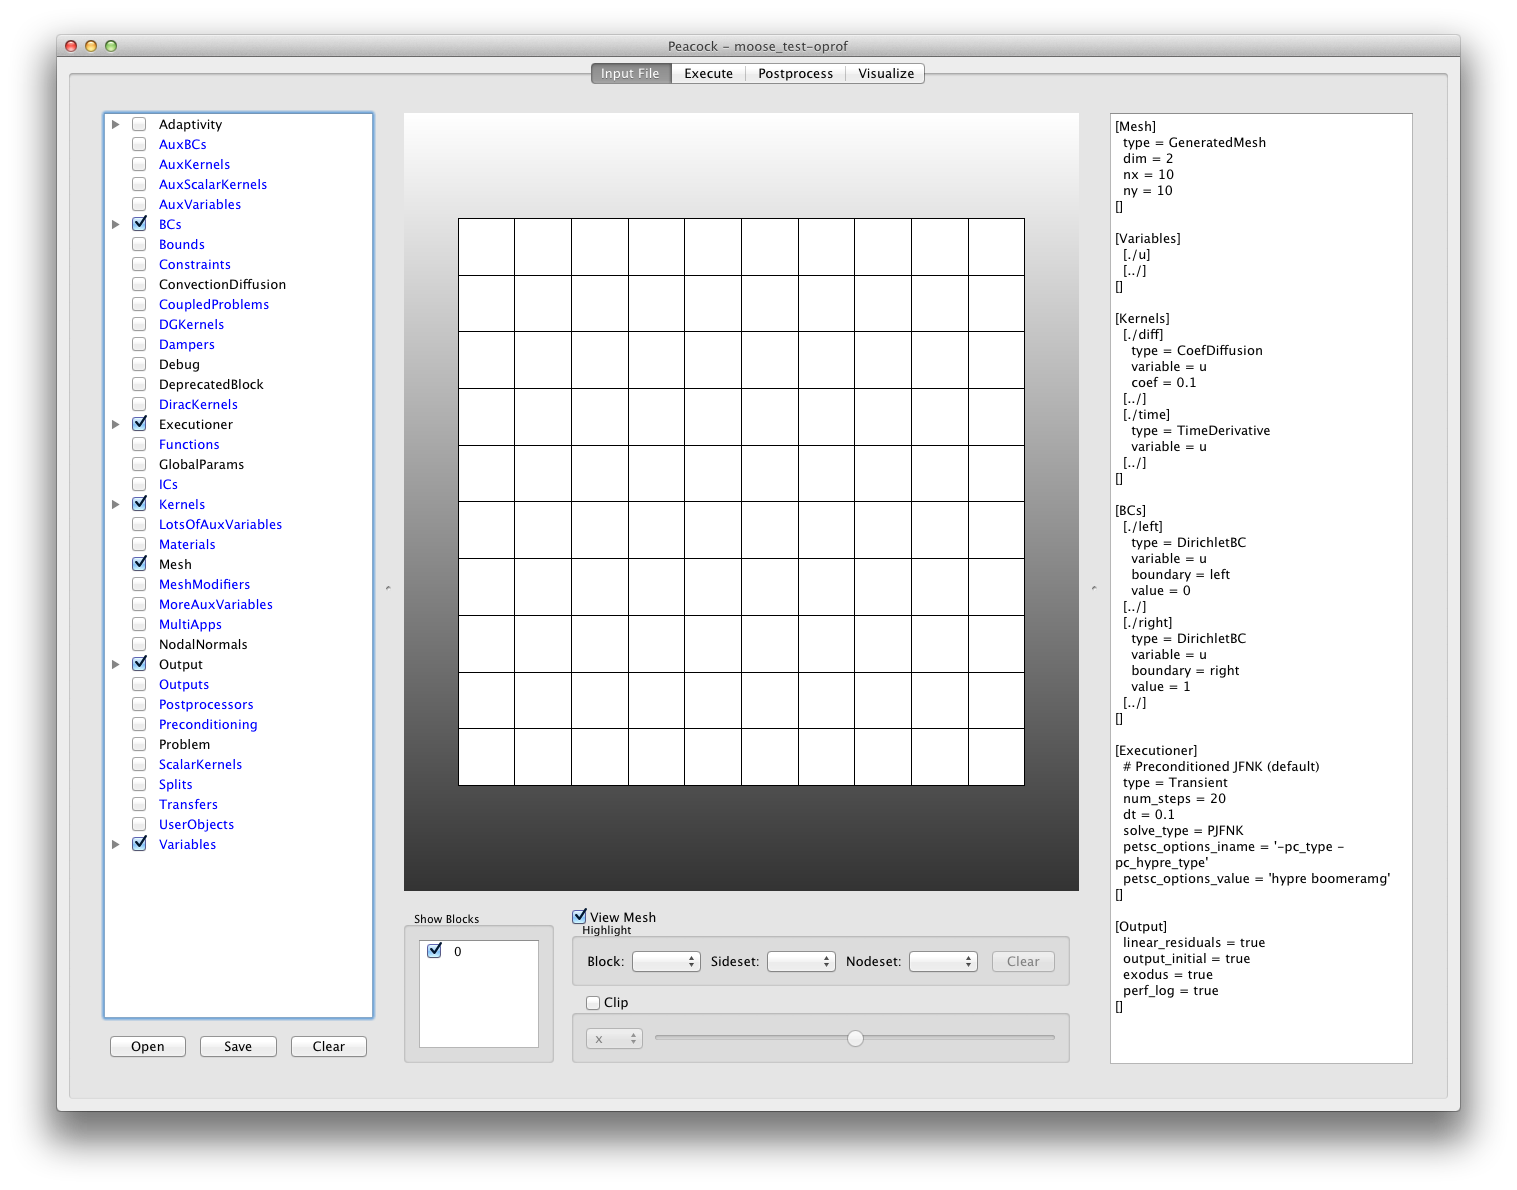 Peacock - moose_test-oprof
Input File Execute Postprocess Visualize
Adaptivity
AuxBCs
AuxKernels
AuxScalarKernels
AuxVariables
BCs
Bounds
Constraints
ConvectionDiffusion
CoupledProblems
DGKernels
Dampers
Debug
DeprecatedBlock
DiracKernels
Executioner
Functions
GlobalParams
ICs
Kernels
LotsOfAuxVariables
Materials
Mesh
MeshModifiers
MoreAuxVariables
MultiApps
NodalNormals
Output
Outputs
Postprocessors
Preconditioning
Problem
ScalarKernels
Splits
Transfers
UserObjects
Variables
Open Save Clear
Show Blocks
0
View Mesh
Highlight
Block: Sideset: Nodeset: Clear
Clip
x
[Mesh]
type = GeneratedMesh
dim = 2
nx = 10
ny = 10
[]
[Variables]
[./u]
[../]
[]
[Kernels]
[./diff]
type = CoefDiffusion
variable = u
coef = 0.1
[../]
[./time]
type = TimeDerivative
variable = u
[../]
[]
[BCs]
[./left]
type = DirichletBC
variable = u
boundary = left
value = 0
[../]
[./right]
type = DirichletBC
variable = u
boundary = right
value = 1
[../]
[]
[Executioner]
# Preconditioned JFNK (default)
type = Transient
num_steps = 20
dt = 0.1
solve_type = PJFNK
petsc_options_iname = '-pc_type -
pc_hypre_type'
petsc_options_value = 'hypre boomeramg'
[]
[Output]
linear_residuals = true
output_initial = true
exodus = true
perf_log = true
[]